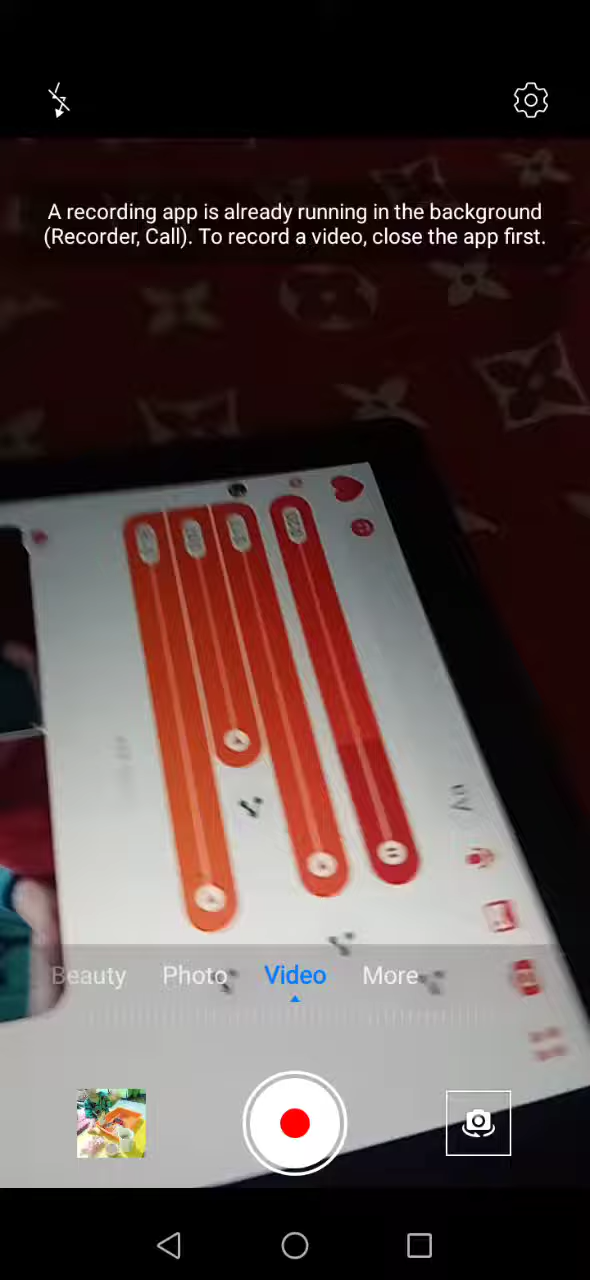 A recording app is already running in the background
(Recorder, Call). To record a video, close the app first.
Beauty Photo Video More